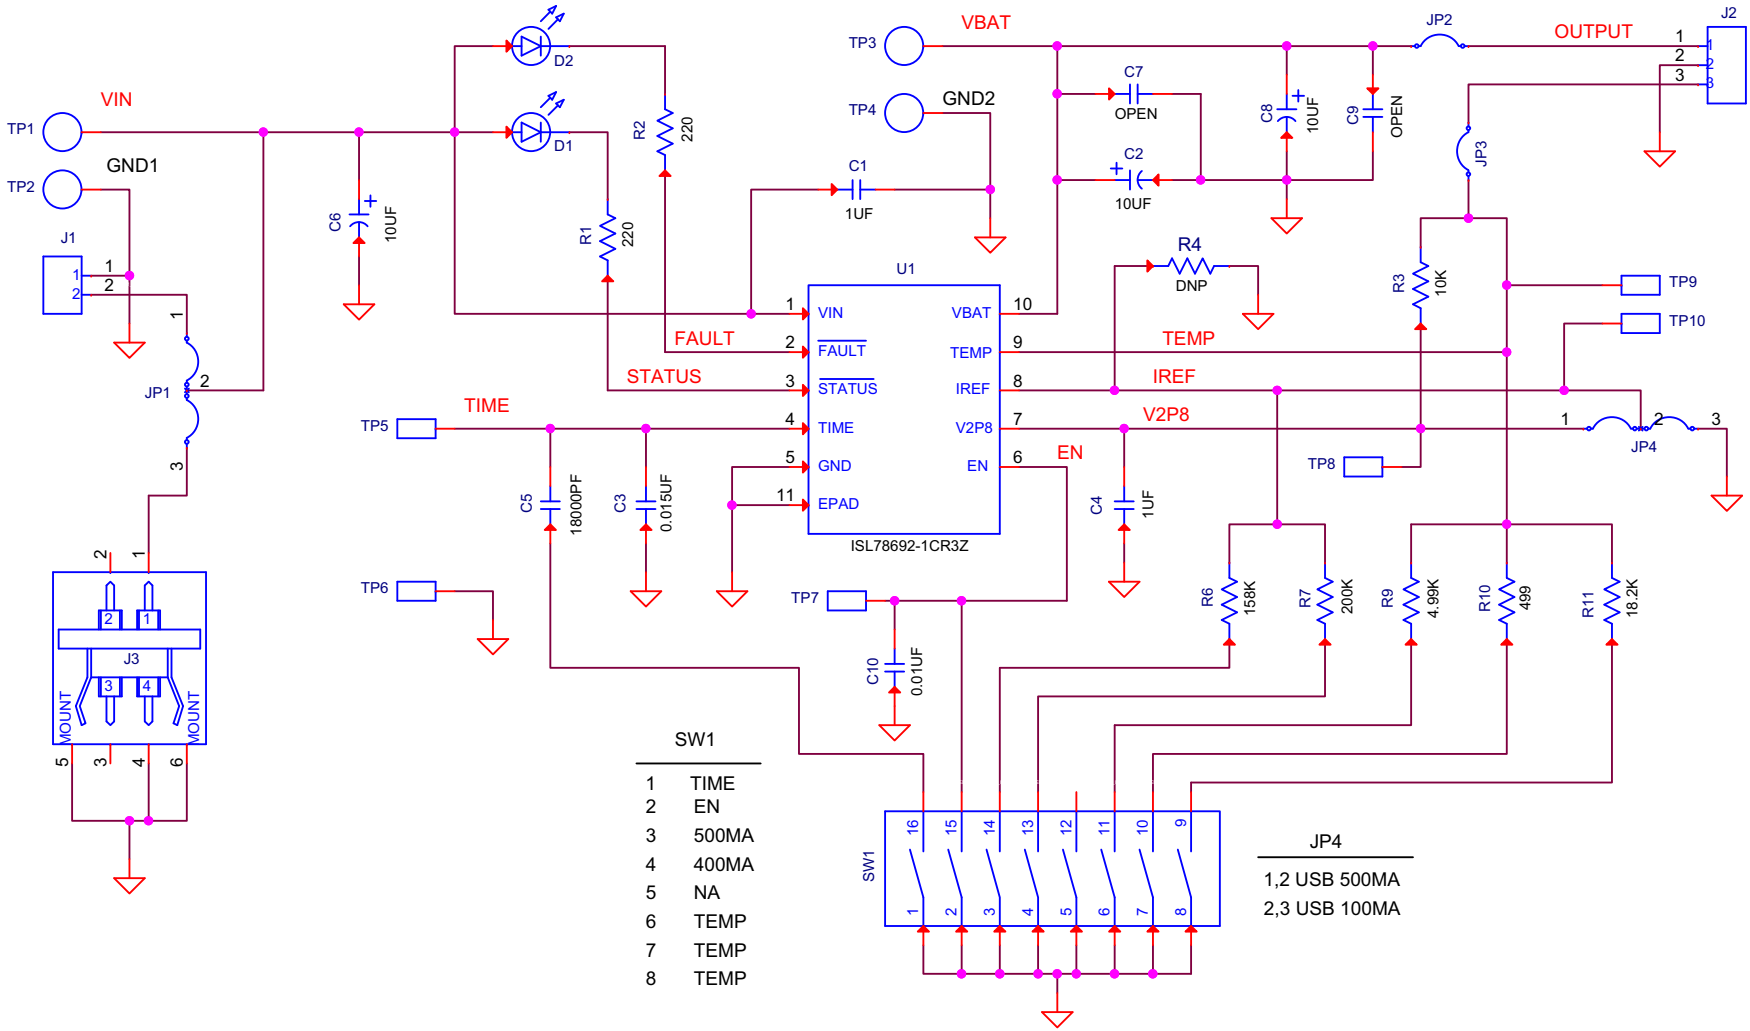 VIN
TP1
GND1
TP2
J1
1
2
1
2
1
2
3
JP1
C6
10UF
D2
D1
R2
220
R1
220
TP3
VBAT
TP4
GND2
C1
1UF
C7
OPEN
C2
10UF
C8
10UF
C9
OPEN
JP2
OUTPUT
J2
1
2
3
1
2
3
JP3
R3
10K
TP9
TP10
R4
DNP
U1
1
2
3
4
5
11
VIN
FAULT
STATUS
TIME
GND
EPAD
VBAT
TEMP
IREF
V2P8
EN
10
9
8
7
6
ISL78692-1CR3Z
FAULT
STATUS
TIME
TEMP
IREF
V2P8
EN
TP5
TP6
C5
18000PF
C3
0.015UF
TP7
C10
0.01UF
C4
1UF
TP8
1
2
3
JP4
R6
158K
R7
200K
R9
4.99K
R10
499
R11
18.2K
2
1
2
1
J3
3
4
MOUNT
MOUNT
5
3
4
6
SW1
1 TIME
2 EN
3 500MA
4 400MA
5 NA
6 TEMP
7 TEMP
8 TEMP
SW1
16
15
14
13
12
11
10
9
1
2
3
4
5
6
7
8
JP4
1,2 USB 500MA
2,3 USB 100MA